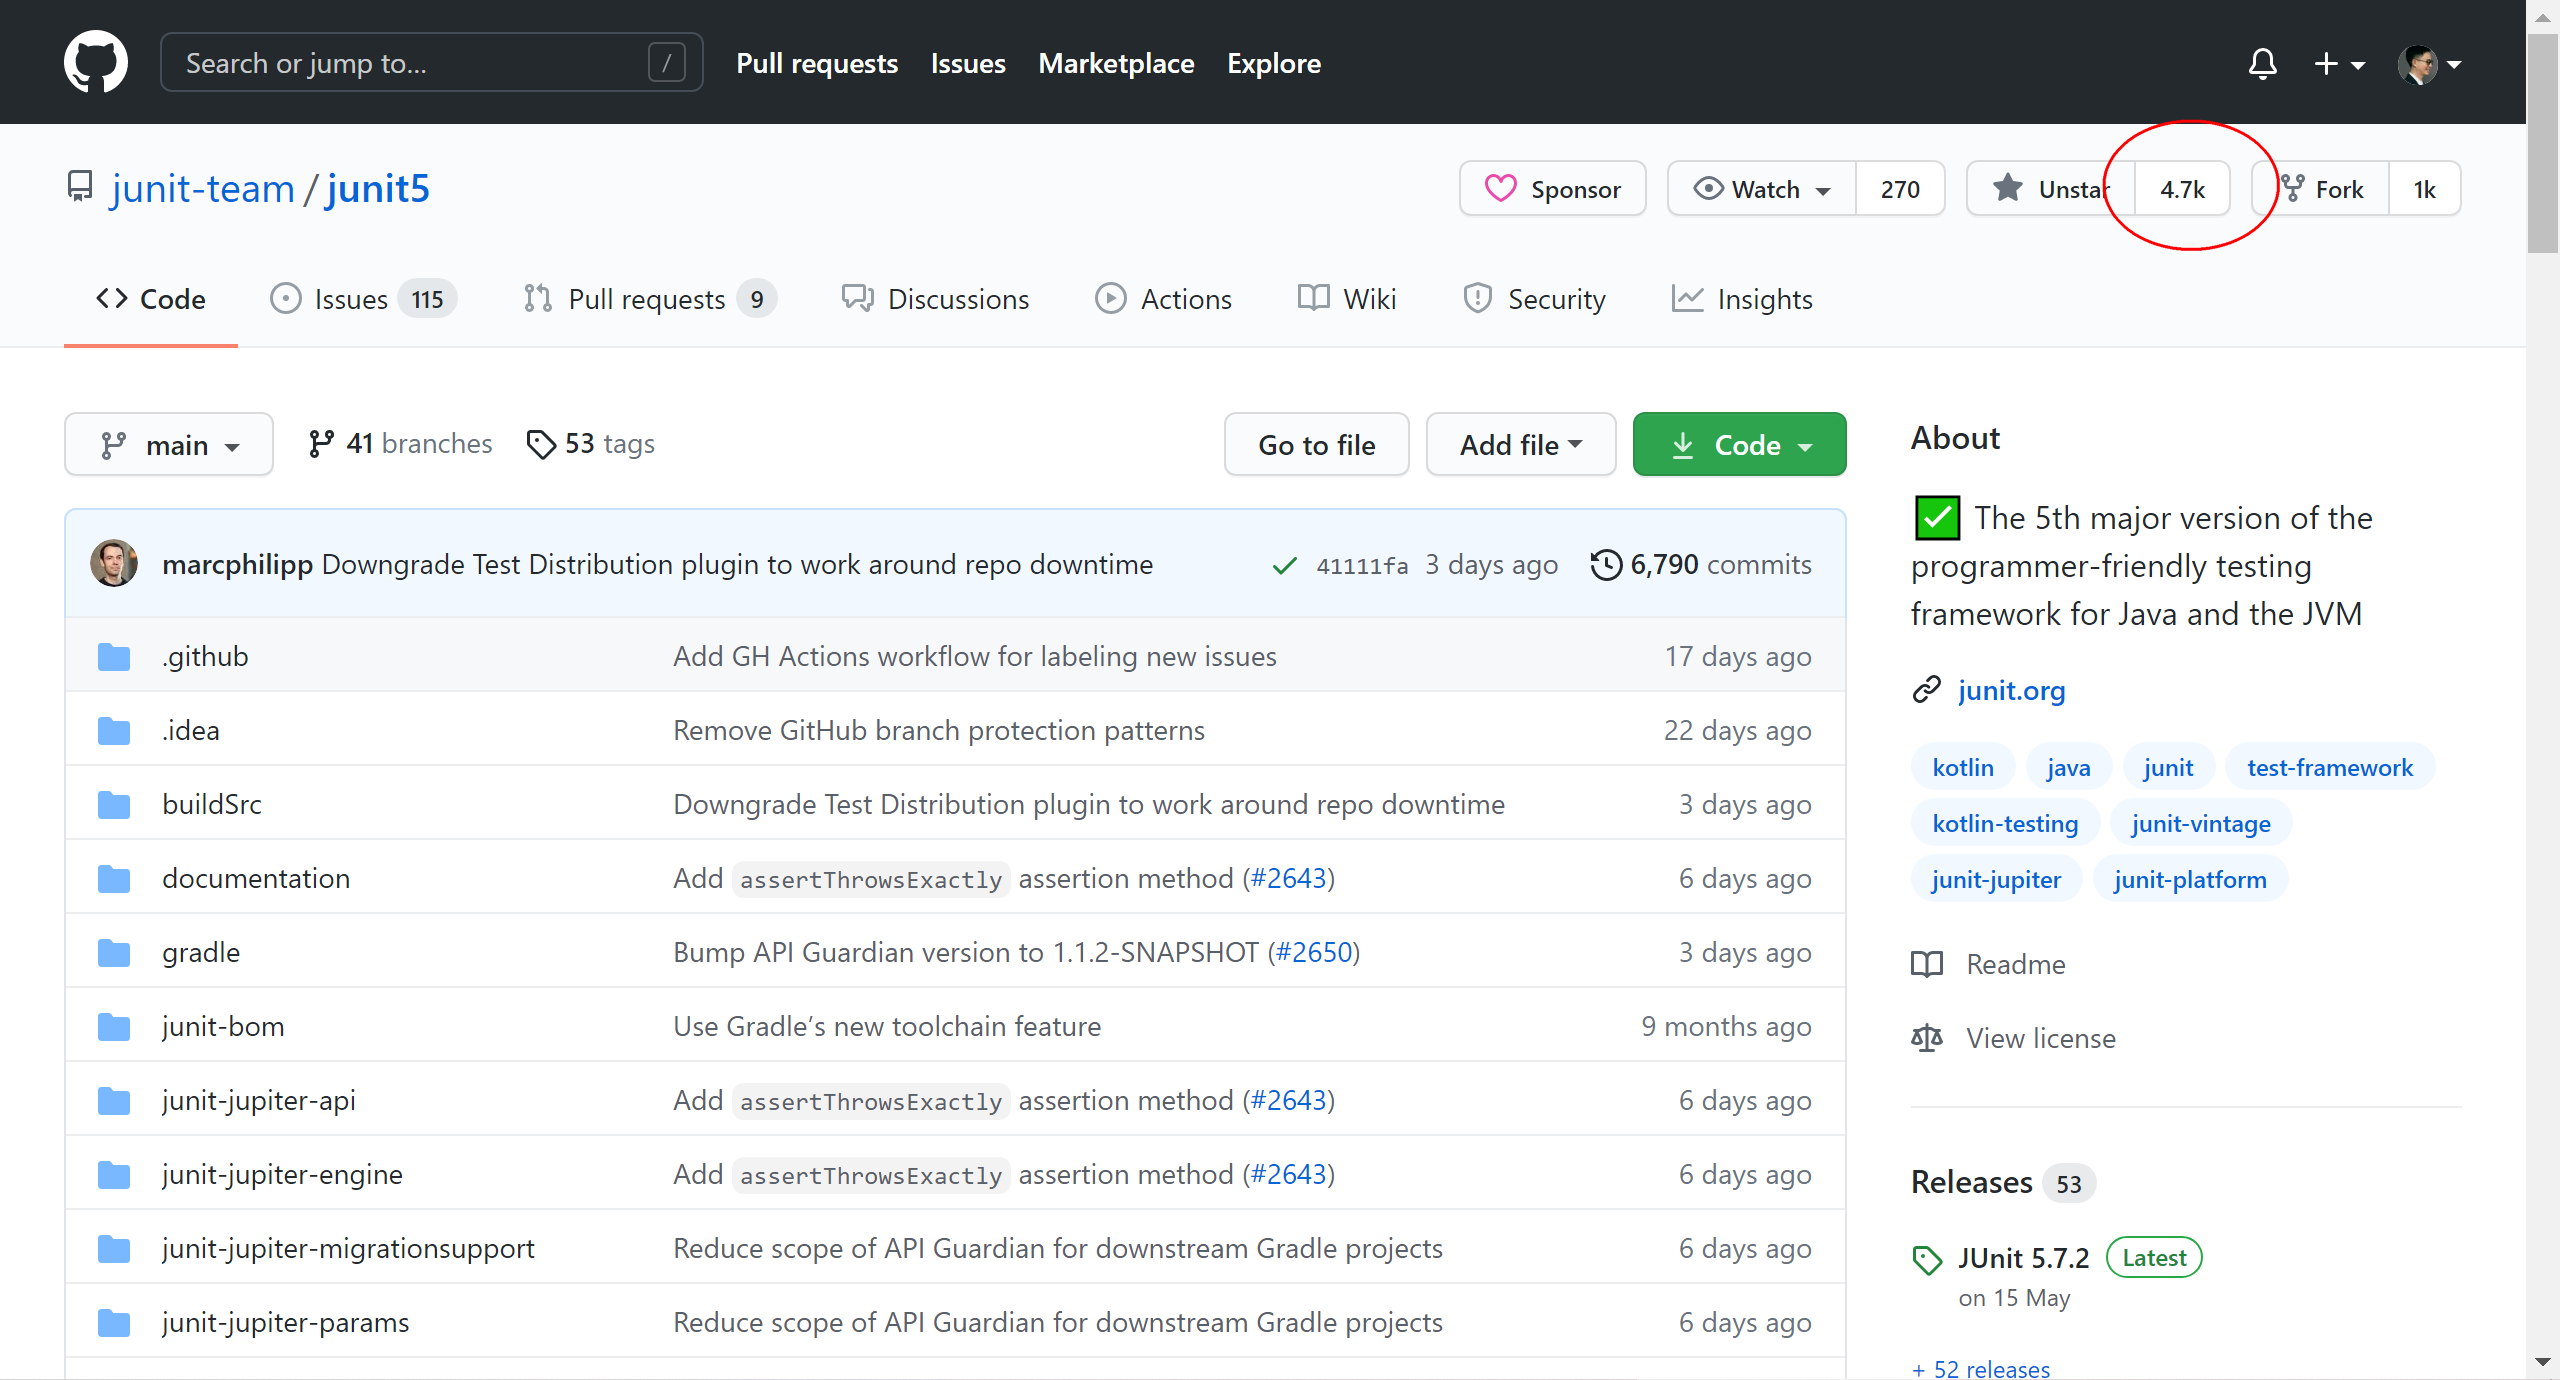 Search or jump to... /
Pull requests Issues Marketplace Explore
junit-team / junit5
Sponsor Watch 270 Unstar 4.7k Fork 1k
Code Issues 115 Pull requests 9 Discussions Actions Wiki Security Insights
main 41 branches 53 tags Go to file Add file Code
marcphilipp Downgrade Test Distribution plugin to work around repo downtime 41111fa 3 days ago 6,790 commits
.github Add GH Actions workflow for labeling new issues 17 days ago
.idea Remove GitHub branch protection patterns 22 days ago
buildSrc Downgrade Test Distribution plugin to work around repo downtime 3 days ago
documentation Add assertThrowsExactly assertion method (#2643) 6 days ago
gradle Bump API Guardian version to 1.1.2-SNAPSHOT (#2650) 3 days ago
junit-bom Use Gradle’s new toolchain feature 9 months ago
junit-jupiter-api Add assertThrowsExactly assertion method (#2643) 6 days ago
junit-jupiter-engine Add assertThrowsExactly assertion method (#2643) 6 days ago
junit-jupiter-migrationsupport Reduce scope of API Guardian for downstream Gradle projects 6 days ago
junit-jupiter-params Reduce scope of API Guardian for downstream Gradle projects 6 days ago
About
✅ The 5th major version of the
programmer-friendly testing
framework for Java and the JVM
junit.org
kotlin java junit test-framework
kotlin-testing junit-vintage
junit-jupiter junit-platform
Readme
View license
Releases 53
JUnit 5.7.2 Latest
on 15 May
+ 52 releases